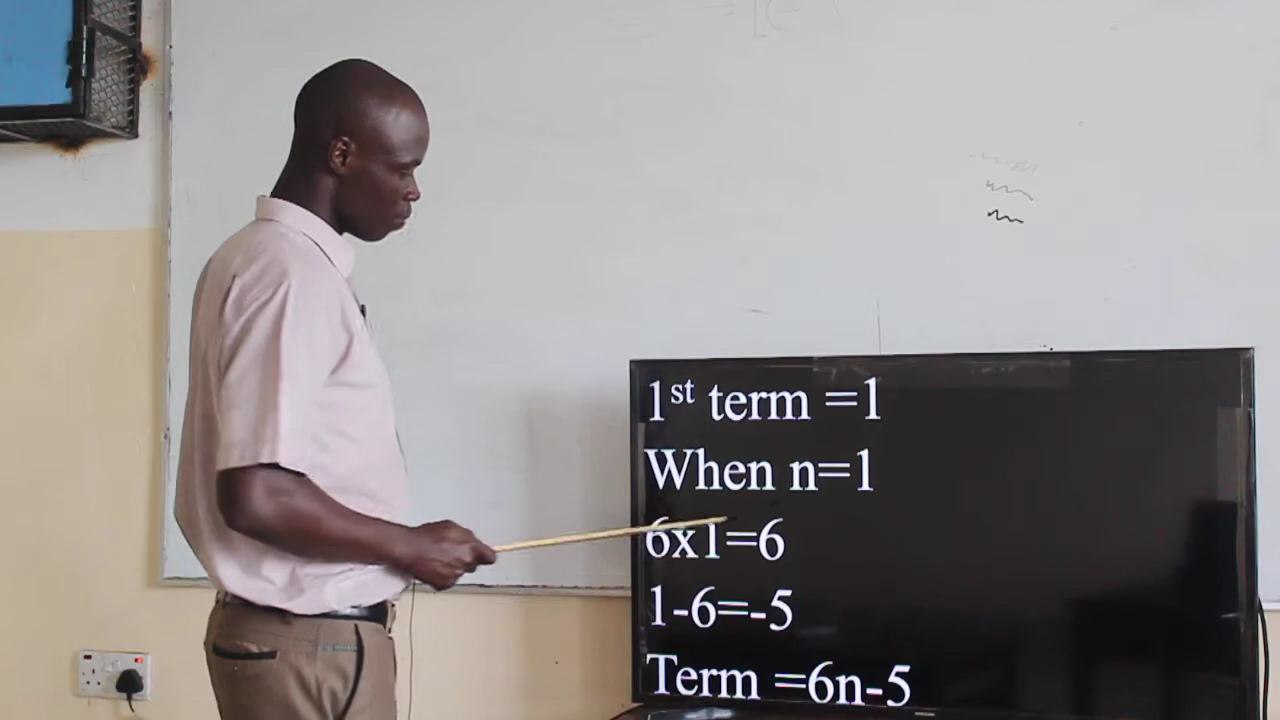 1st term =1
When n=1
6x1=6
1-6=-5
Term =6n-5